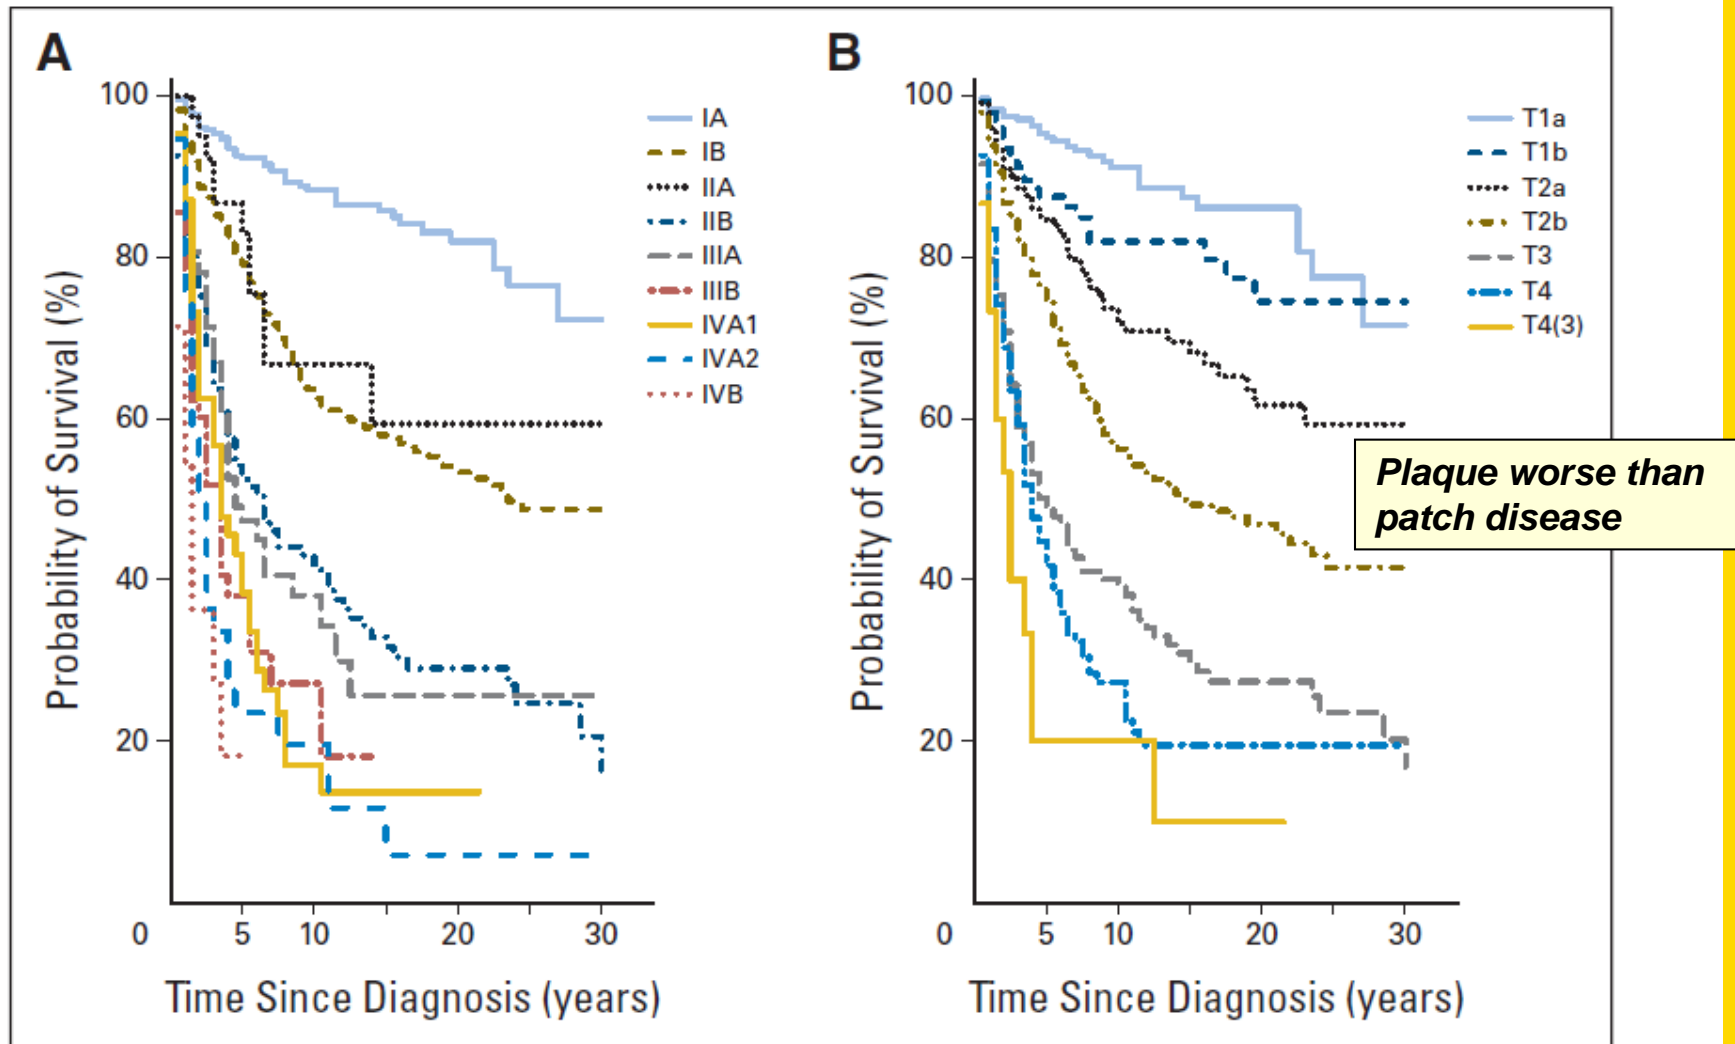 A
Probability of Survival (%)
100
80
60
40
20
0
5
10
20
30
Time Since Diagnosis (years)
IA
IB
IIA
IIB
IIIA
IIIB
IVA1
IVA2
IVB
B
Probability of Survival (%)
100
80
60
40
20
0
5
10
20
30
Time Since Diagnosis (years)
T1a
T1b
T2a
T2b
T3
T4
T4(3)
Plaque worse than
patch disease